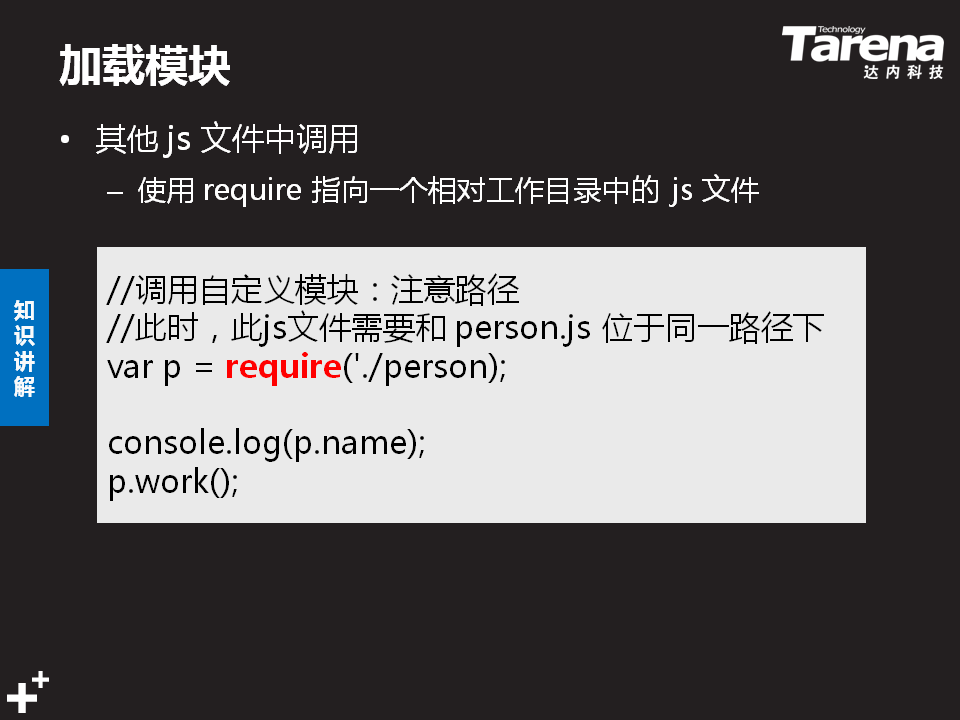 加载模块
Technology
Tarena
达内科技
• 其他 js 文件中调用
– 使用 require 指向一个相对工作目录中的 js 文件
知识讲解
//调用自定义模块：注意路径
//此时，此js文件需要和 person.js 位于同一路径下
var p = require('./person);
console.log(p.name);
p.work();